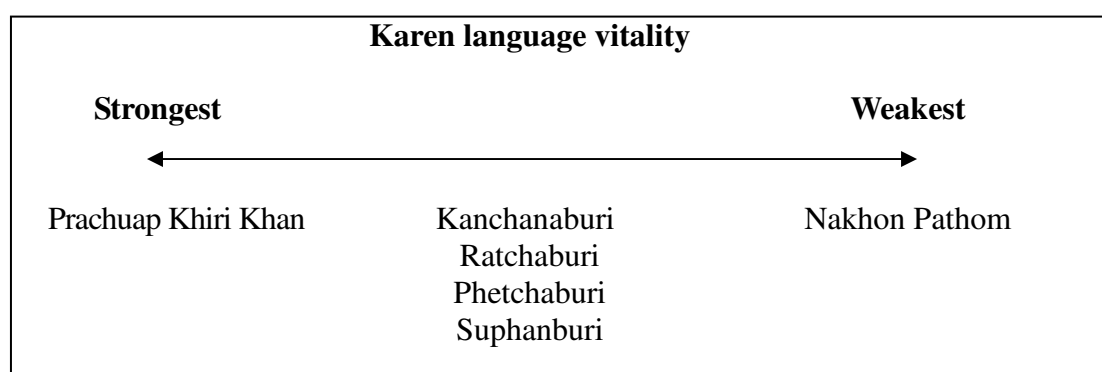 Karen language vitality
Strongest Weakest
Prachuap Khiri Khan Kanchanaburi Nakhon Pathom
Ratchaburi
Phetchaburi
Suphanburi